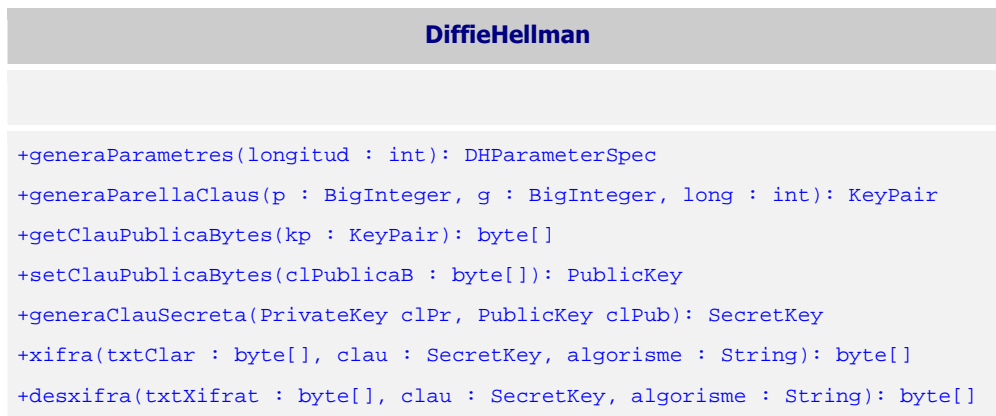 DiffieHellman
+generaParametres(longitud : int): DHParameterSpec
+generaParellaClaus(p : BigInteger, g : BigInteger, long : int): KeyPair
+getClauPublicaBytes(kp : KeyPair): byte[]
+setClauPublicaBytes(clPublicaB : byte[]): PublicKey
+generaClauSecreta(PrivateKey clPr, PublicKey clPub): SecretKey
+xifra(txtClar : byte[], clau : SecretKey, algorisme : String): byte[]
+desxifra(txtXifrat : byte[], clau : SecretKey, algorisme : String): byte[]